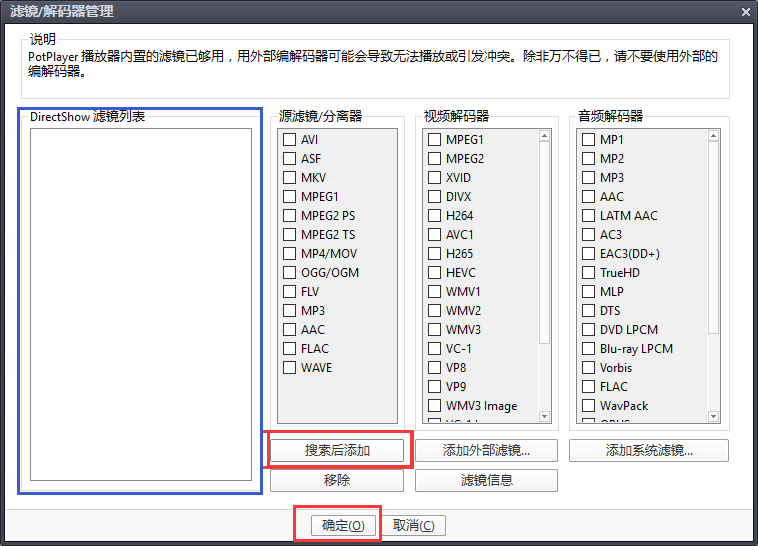 滤镜/解码器管理
说明
PotPlayer 播放器内置的滤镜已够用，用外部编解码器可能会导致无法播放或引发冲突。除非万不得已，请不要使用外部的
编解码器。
DirectShow 滤镜列表
源滤镜/分离器
AVI
ASF
MKV
MPEG1
MPEG2 PS
MPEG2 TS
MP4/MOV
OGG/OGM
FLV
MP3
AAC
FLAC
WAVE
视频解码器
MPEG1
MPEG2
XVID
DIVX
H264
AVC1
H265
HEVC
WMV1
WMV2
WMV3
VC-1
VP8
VP9
WMV3 Image
音频解码器
MP1
MP2
MP3
AAC
LATM AAC
AC3
EAC3(DD+)
TrueHD
MLP
DTS
DVD LPCM
Blu-ray LPCM
Vorbis
FLAC
WavPack
搜索后添加
添加外部滤镜...
添加系统滤镜...
移除
滤镜信息
确定(O)
取消(C)